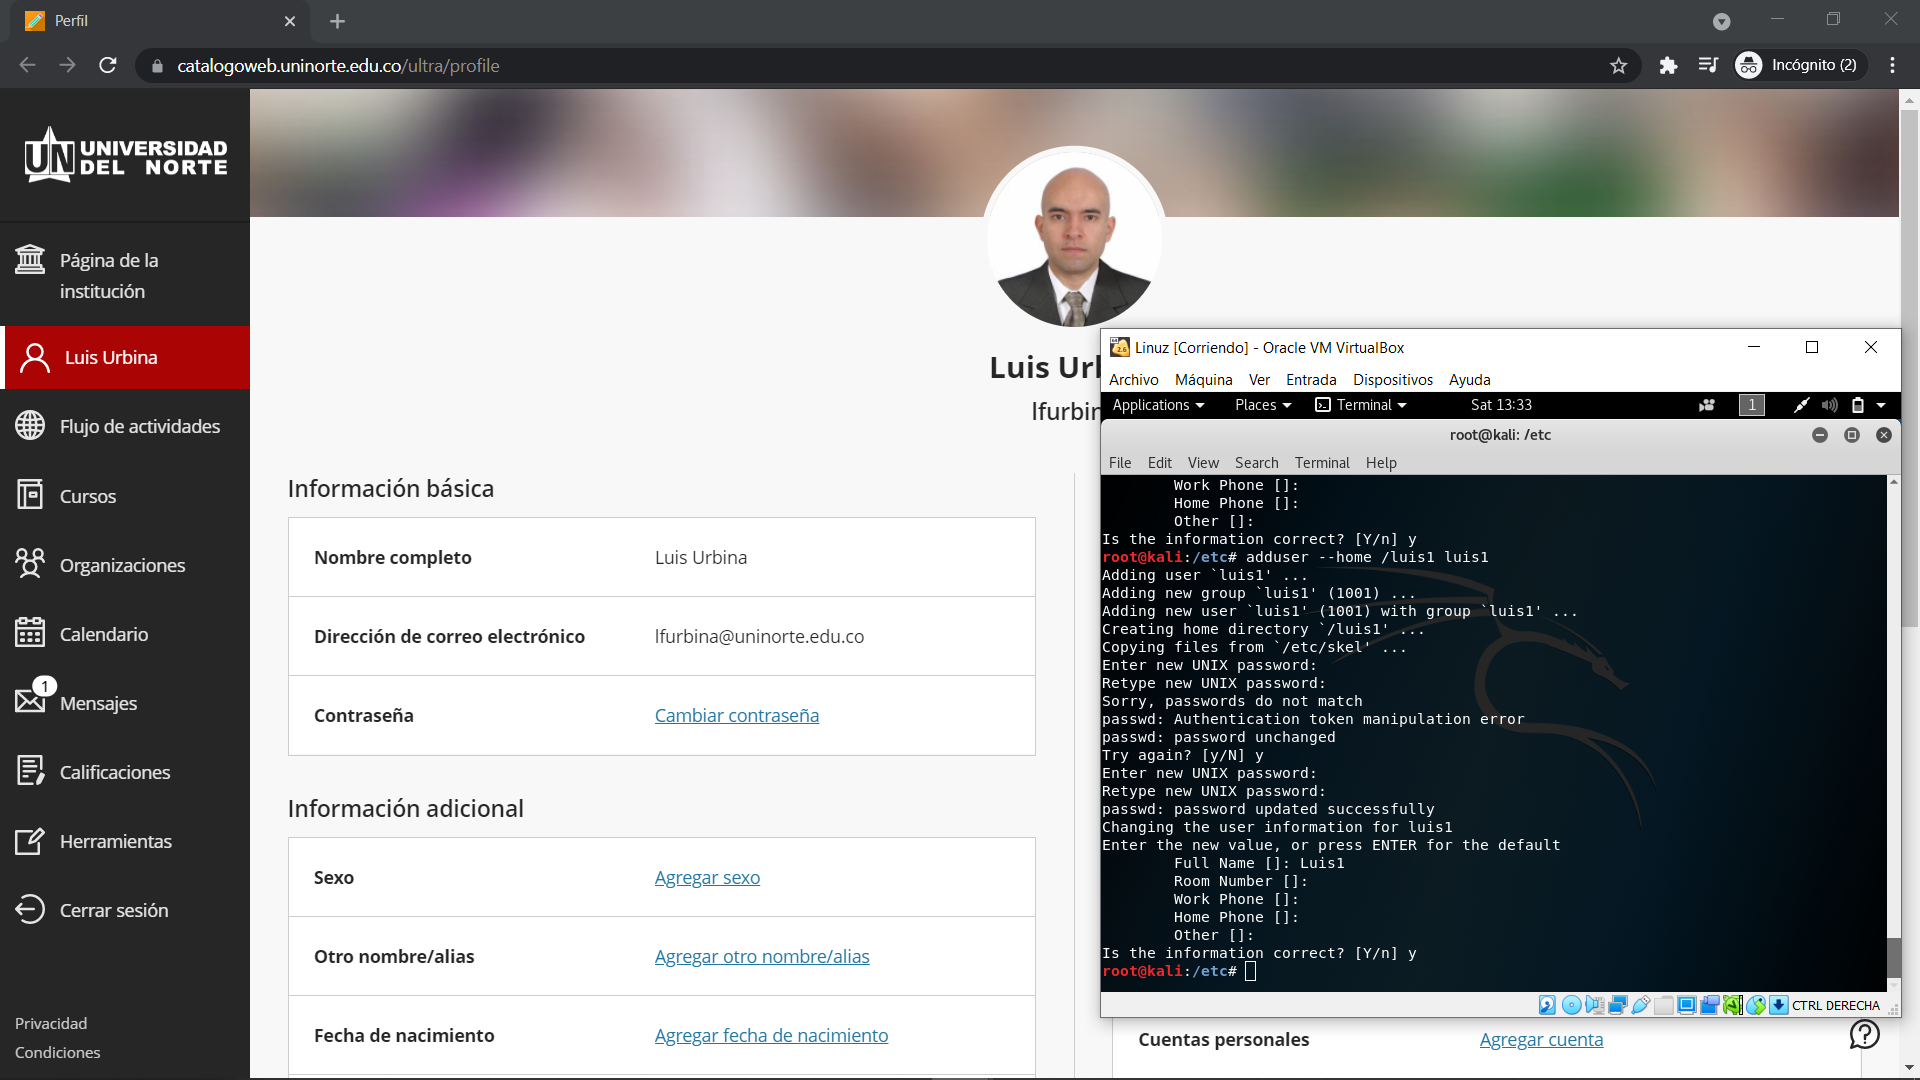 Perfil
catalogoweb.uninorte.edu.co/ultra/profile
Incógnito (2)
UN UNIVERSIDAD
DEL NORTE
Página de la
institución
Luis Urbina
Flujo de actividades
Cursos
Organizaciones
Calendario
1
Mensajes
Calificaciones
Herramientas
Cerrar sesión
Privacidad
Condiciones
Luis Ur
lfurbin
Información básica
Nombre completo
Luis Urbina
Dirección de correo electrónico
lfurbina@uninorte.edu.co
Contraseña
Cambiar contraseña
Información adicional
Sexo
Agregar sexo
Otro nombre/alias
Agregar otro nombre/alias
Fecha de nacimiento
Agregar fecha de nacimiento
Linuz [Corriendo] - Oracle VM VirtualBox
Archivo Máquina Ver Entrada Dispositivos Ayuda
Applications Places Terminal Sat 13:33 1
root@kali: /etc
File Edit View Search Terminal Help
Work Phone []:
Home Phone []:
Other []:
Is the information correct? [Y/n] y
root@kali:/etc# adduser --home /luis1 luis1
Adding user `luis1' ...
Adding new group `luis1' (1001) ...
Adding new user `luis1' (1001) with group `luis1' ...
Creating home directory `/luis1' ...
Copying files from `/etc/skel' ...
Enter new UNIX password:
Retype new UNIX password:
Sorry, passwords do not match
passwd: Authentication token manipulation error
passwd: password unchanged
Try again? [y/N] y
Enter new UNIX password:
Retype new UNIX password:
passwd: password updated successfully
Changing the user information for luis1
Enter the new value, or press ENTER for the default
Full Name []: Luis1
Room Number []:
Work Phone []:
Home Phone []:
Other []:
Is the information correct? [Y/n] y
root@kali:/etc#
CTRL DERECHA
Cuentas personales
Agregar cuenta